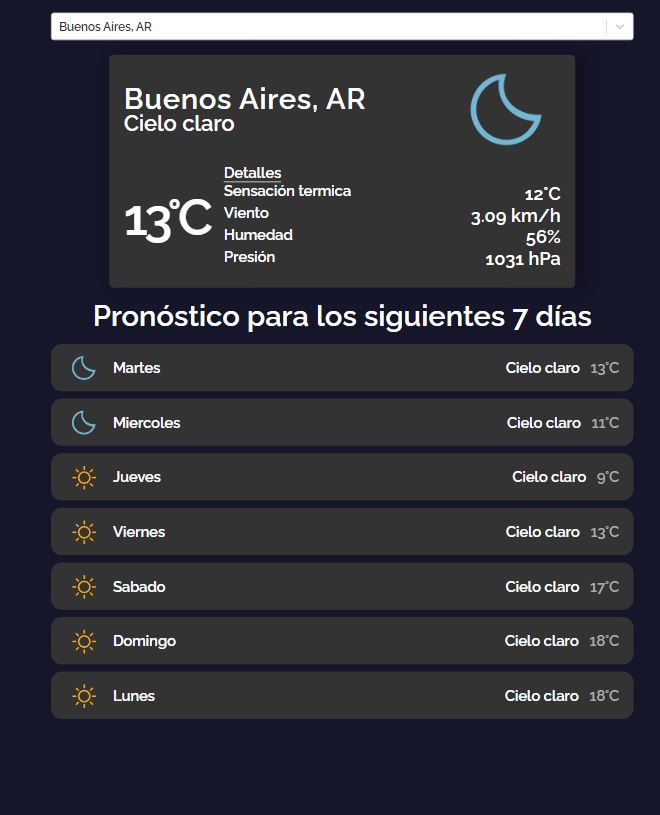 Buenos Aires, AR
Buenos Aires, AR
Cielo claro
13°C
Detalles
Sensación termica 12°C
Viento 3.09 km/h
Humedad 56%
Presión 1031 hPa
Pronóstico para los siguientes 7 días
Martes Cielo claro 13°C
Miercoles Cielo claro 11°C
Jueves Cielo claro 9°C
Viernes Cielo claro 13°C
Sabado Cielo claro 17°C
Domingo Cielo claro 18°C
Lunes Cielo claro 18°C